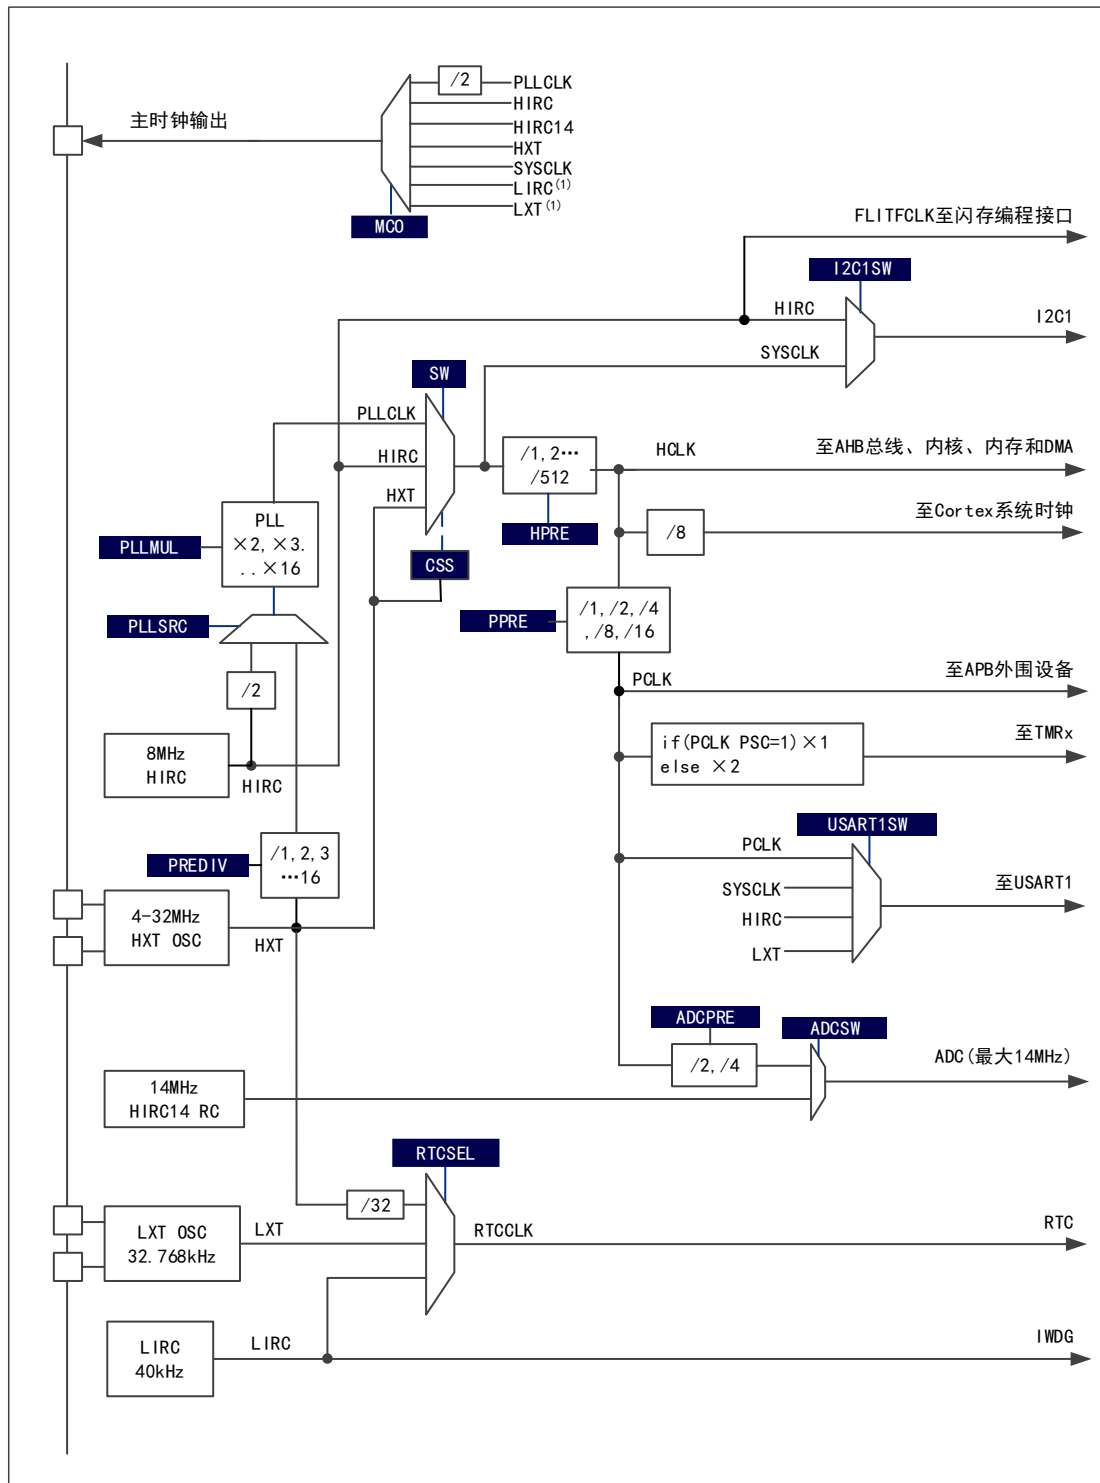 /2
PLLCLK
HIRC
HIRC14
HXT
SYSCLK
LIRC(1)
LXT(1)
主时钟输出
MCO
FLITFCLK至闪存编程接口
I2C1SW
HIRC
I2C1
SYSCLK
SW
PLLCLK
HIRC
HXT
/1,2…
/512
HCLK
至AHB总线、内核、内存和DMA
HPRE
/8
至Cortex系统时钟
CSS
PLL
×2,×3.
..×16
PLLMUL
PLLSRC
PPRE
/1,/2,/4
,/8,/16
/2
PCLK
至APB外围设备
8MHz
HIRC
HIRC
if(PCLK PSC=1)×1
else ×2
至TMRx
USART1SW
PCLK
SYSCLK
HIRC
LXT
至USART1
PREDIV
/1,2,3
…16
4-32MHz
HXT OSC
HXT
ADCPRE
ADCSW
/2,/4
ADC(最大14MHz)
14MHz
HIRC14 RC
RTCSEL
/32
LXT OSC
32.768kHz
LXT
RTCCLK
RTC
LIRC
40kHz
LIRC
IWDG